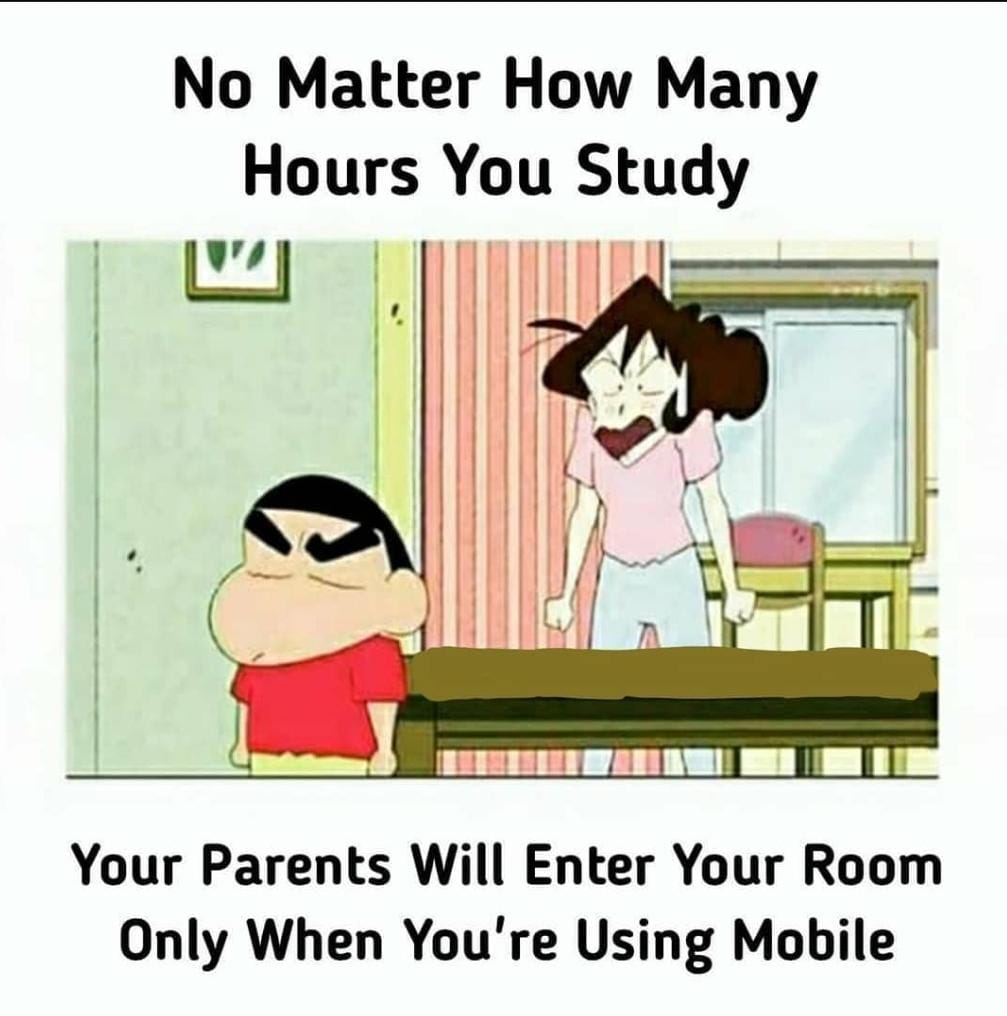 No Matter How Many
Hours You Study
Your Parents Will Enter Your Room
Only When You're Using Mobile